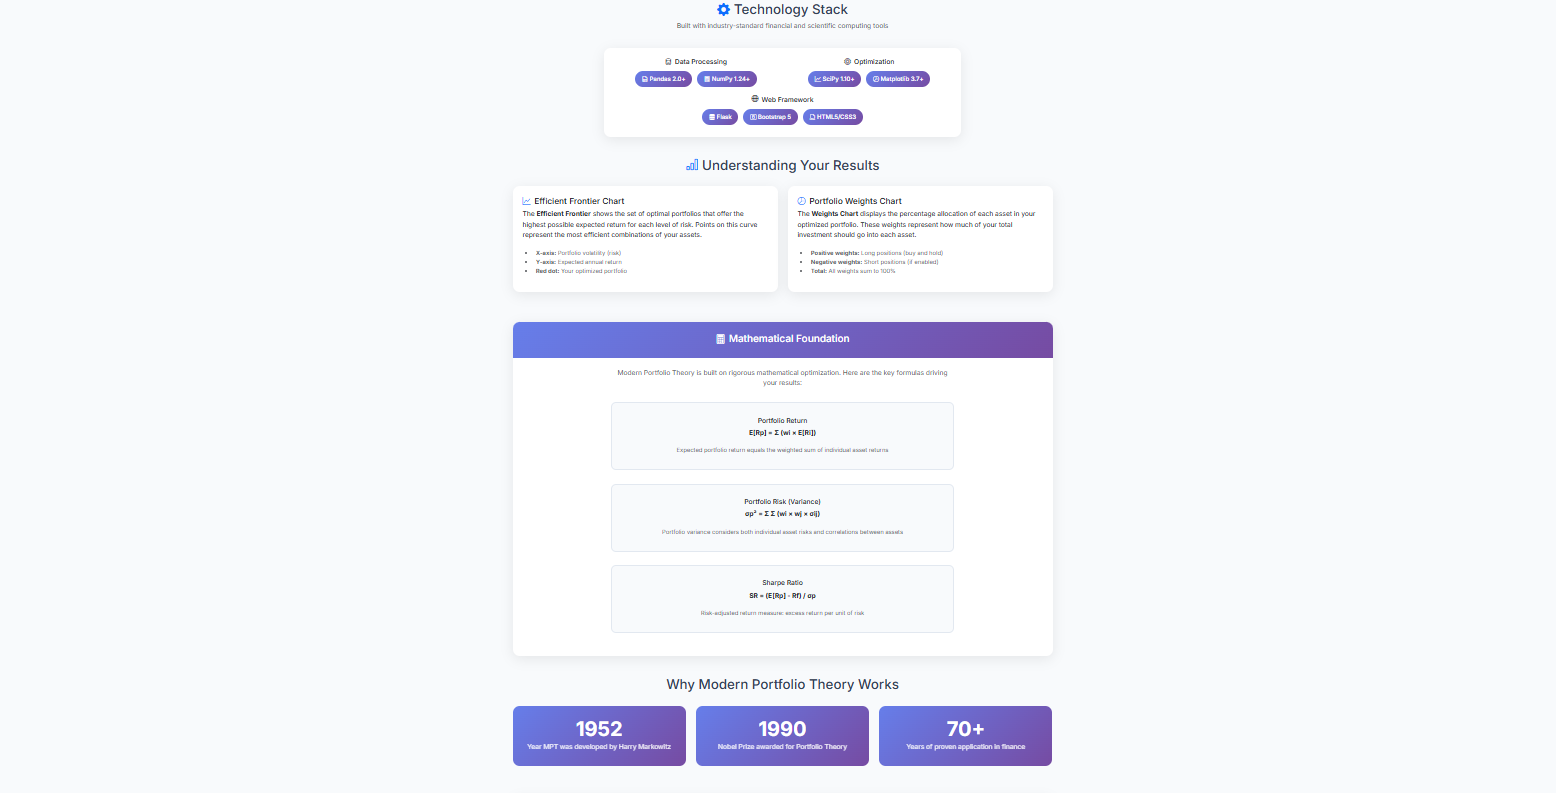 Technology Stack
Built with industry-standard financial and scientific computing tools
Data Processing
Pandas 2.0+ NumPy 1.24+
Optimization
SciPy 1.10+ Matplotlib 3.7+
Web Framework
Flask Bootstrap 5 HTML5/CSS3
Understanding Your Results
Efficient Frontier Chart
The Efficient Frontier shows the set of optimal portfolios that offer the
highest possible expected return for each level of risk. Points on this curve
represent the most efficient combinations of your assets.
• X-axis: Portfolio volatility (risk)
• Y-axis: Expected annual return
• Red dot: Your optimized portfolio
Portfolio Weights Chart
The Weights Chart displays the percentage allocation of each asset in your
optimized portfolio. These weights represent how much of your total
investment should go into each asset.
• Positive weights: Long positions (buy and hold)
• Negative weights: Short positions (if enabled)
• Total: All weights sum to 100%
Mathematical Foundation
Modern Portfolio Theory is built on rigorous mathematical optimization. Here are the key formulas driving
your results:
Portfolio Return
E[Rp] = Σ (wi × E[Ri])
Expected portfolio return equals the weighted sum of individual asset returns
Portfolio Risk (Variance)
σp² = Σ Σ (wi × wj × σij)
Portfolio variance considers both individual asset risks and correlations between assets
Sharpe Ratio
SR = (E[Rp] - Rf) / σp
Risk-adjusted return measure: excess return per unit of risk
Why Modern Portfolio Theory Works
1952
Year MPT was developed by Harry Markowitz
1990
Nobel Prize awarded for Portfolio Theory
70+
Years of proven application in finance